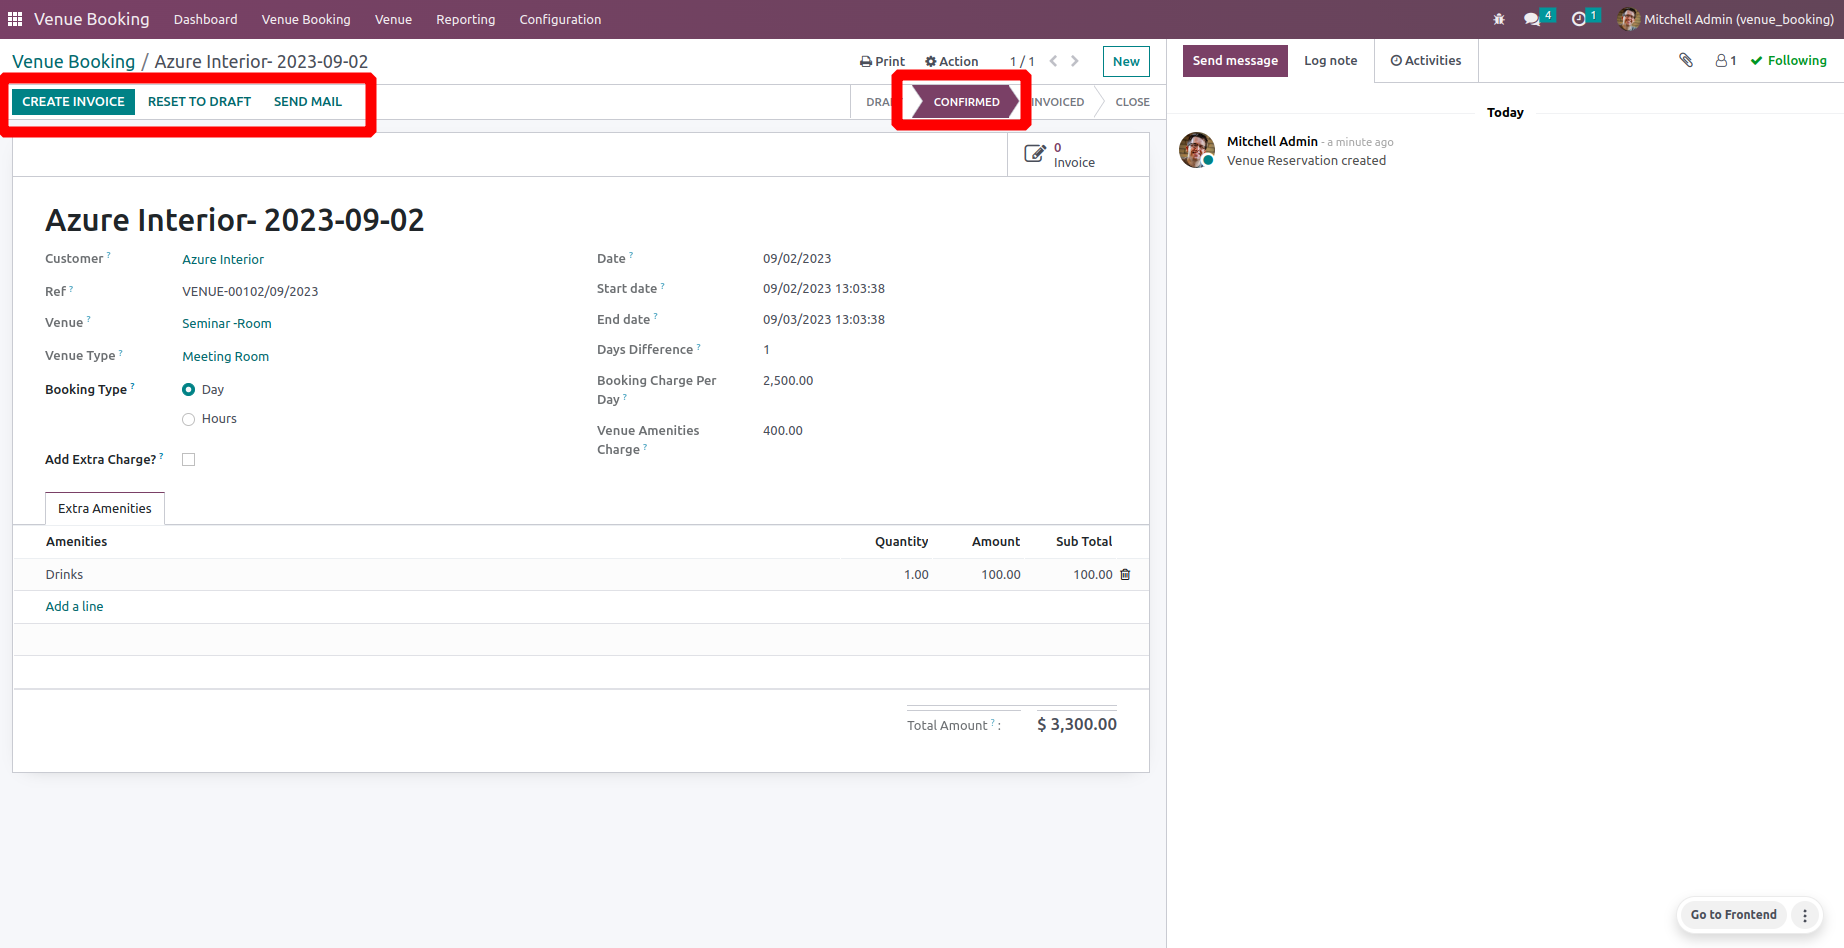 Venue Booking Dashboard Venue Booking Venue Reporting Configuration 4 1 Mitchell Admin (venue_booking)
Venue Booking / Azure Interior- 2023-09-02 Print Action 1 / 1 New
CREATE INVOICE RESET TO DRAFT SEND MAIL CONFIRMED INVOICED CLOSE
0
Invoice
Azure Interior- 2023-09-02
Customer ? Azure Interior
Ref ? VENUE-00102/09/2023
Venue ? Seminar -Room
Venue Type ? Meeting Room
Booking Type ? Day
Hours
Add Extra Charge? ?
Date ? 09/02/2023
Start date ? 09/02/2023 13:03:38
End date ? 09/03/2023 13:03:38
Days Difference ? 1
Booking Charge Per 2,500.00
Day ?
Venue Amenities 400.00
Charge ?
Extra Amenities
Amenities Quantity Amount Sub Total
Drinks 1.00 100.00 100.00
Add a line
Total Amount ? : $ 3,300.00
Send message Log note Activities 1 Following
Today
Mitchell Admin - a minute ago
Venue Reservation created
Go to Frontend